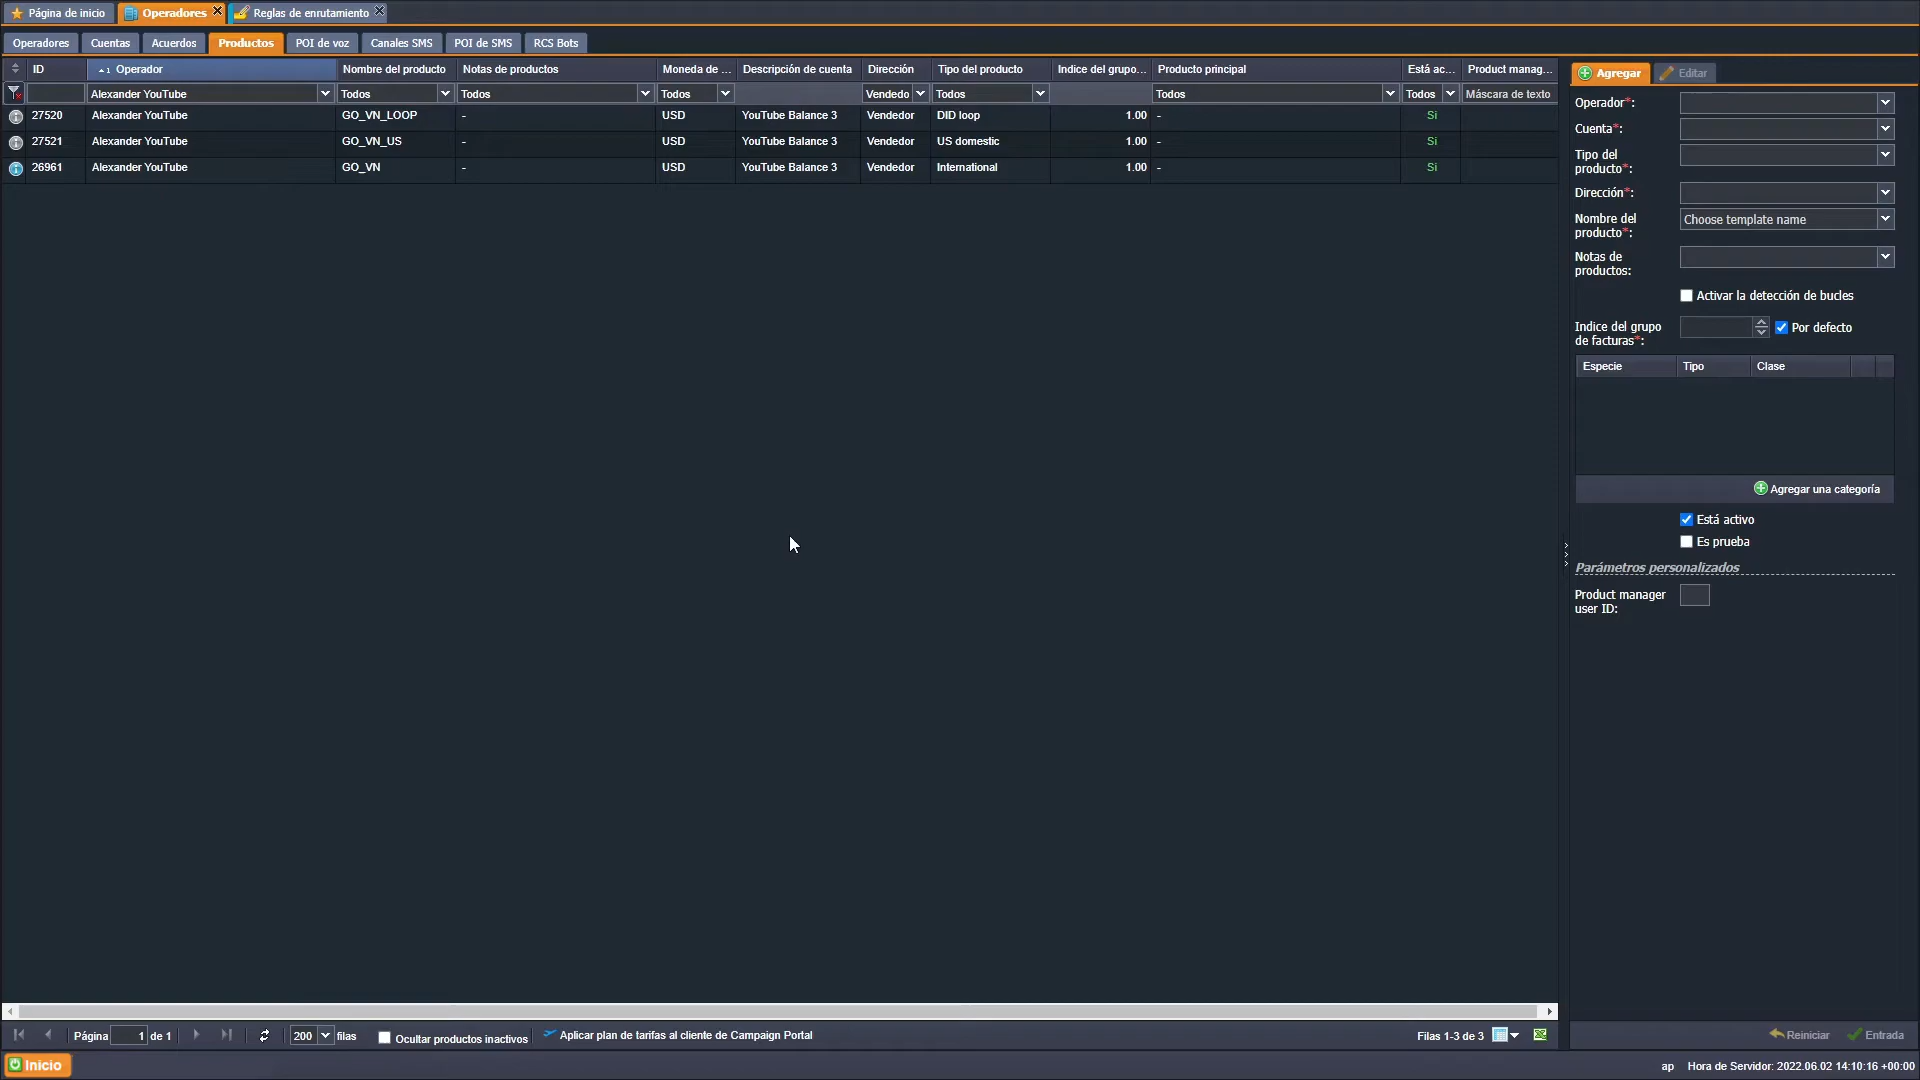 Página de inicio
Operadores
Reglas de enrutamiento
Operadores
Cuentas
Acuerdos
Productos
POI de voz
Canales SMS
POI de SMS
RCS Bots
ID
1 Operador
Nombre del producto
Notas de productos
Moneda de ...
Descripción de cuenta
Dirección
Tipo del producto
Indice del grupo...
Producto principal
Está ac...
Product manag...
Alexander YouTube
Todos
Todos
Todos
Vendedo
Todos
Todos
Todos
Máscara de texto
27520 Alexander YouTube GO_VN_LOOP - USD YouTube Balance 3 Vendedor DID loop 1.00 - Si
27521 Alexander YouTube GO_VN_US - USD YouTube Balance 3 Vendedor US domestic 1.00 - Si
26961 Alexander YouTube GO_VN - USD YouTube Balance 3 Vendedor International 1.00 - Si
Agregar
Editar
Operador*:
Cuenta*:
Tipo del
producto*:
Dirección*:
Nombre del
producto*:
Choose template name
Notas de
productos:
Activar la detección de bucles
Indice del grupo
de facturas*:
Por defecto
Especie
Tipo
Clase
Agregar una categoría
Está activo
Es prueba
Parámetros personalizados
Product manager
user ID:
Página 1 de 1
200 filas
Ocultar productos inactivos
Aplicar plan de tarifas al cliente de Campaign Portal
Filas 1-3 de 3
Reiniciar
Entrada
Inicio
ap
Hora de Servidor: 2022.06.02 14:10:16 +00:00